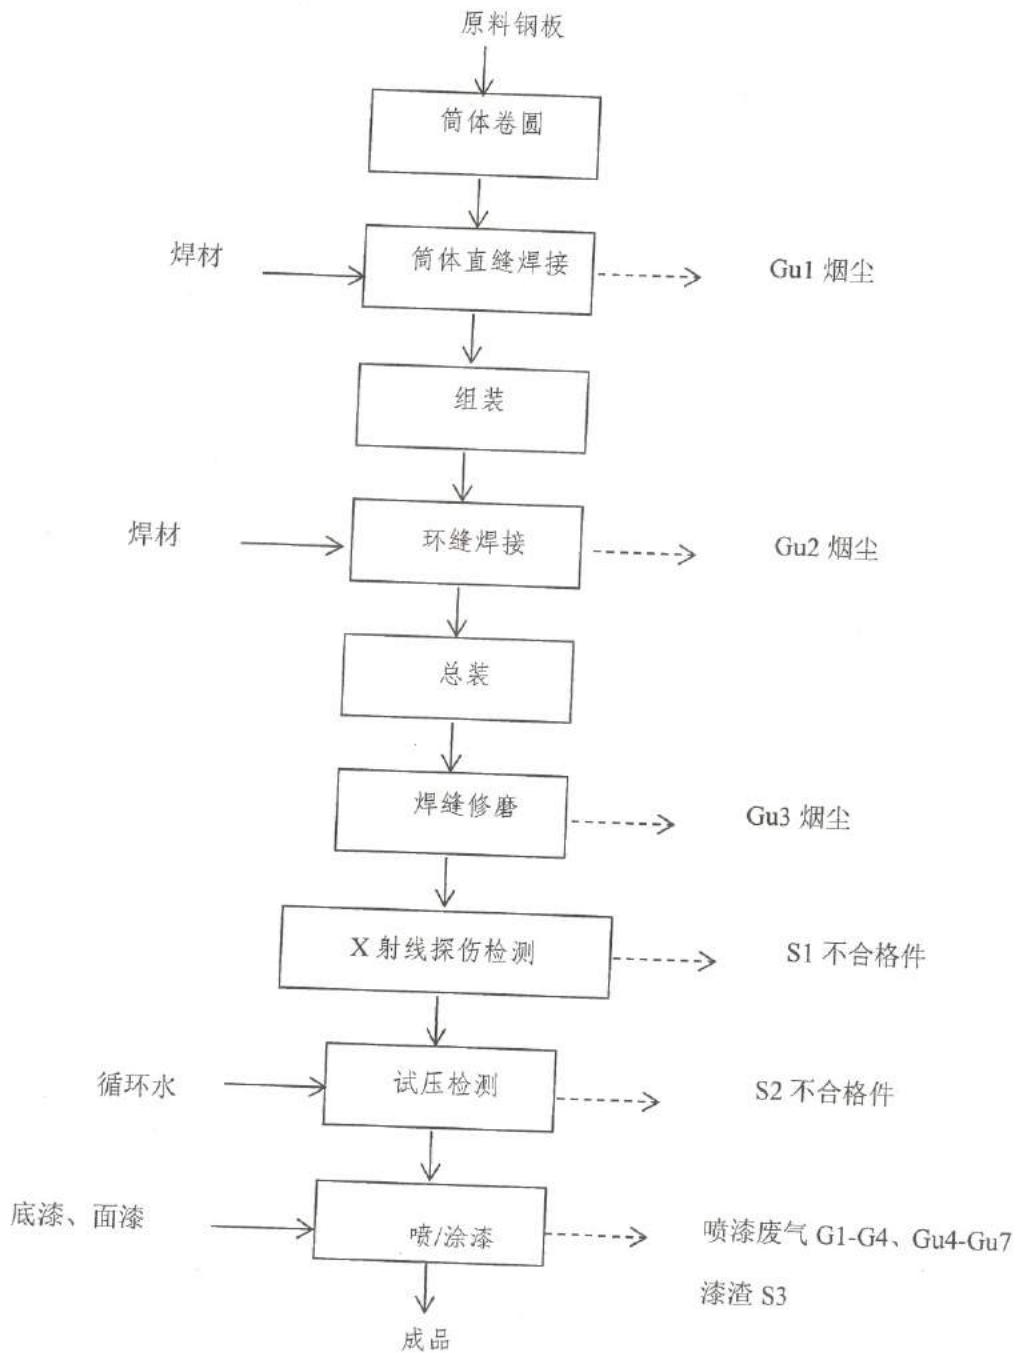 原料钢板
筒体卷圆
焊材
筒体直缝焊接
Gu1 烟尘
组装
焊材
环缝焊接
Gu2 烟尘
总装
焊缝修磨
Gu3 烟尘
X 射线探伤检测
S1 不合格件
循环水
试压检测
S2 不合格件
底漆、面漆
喷/涂漆
喷漆废气 G1-G4、Gu4-Gu7
漆渣 S3
成品